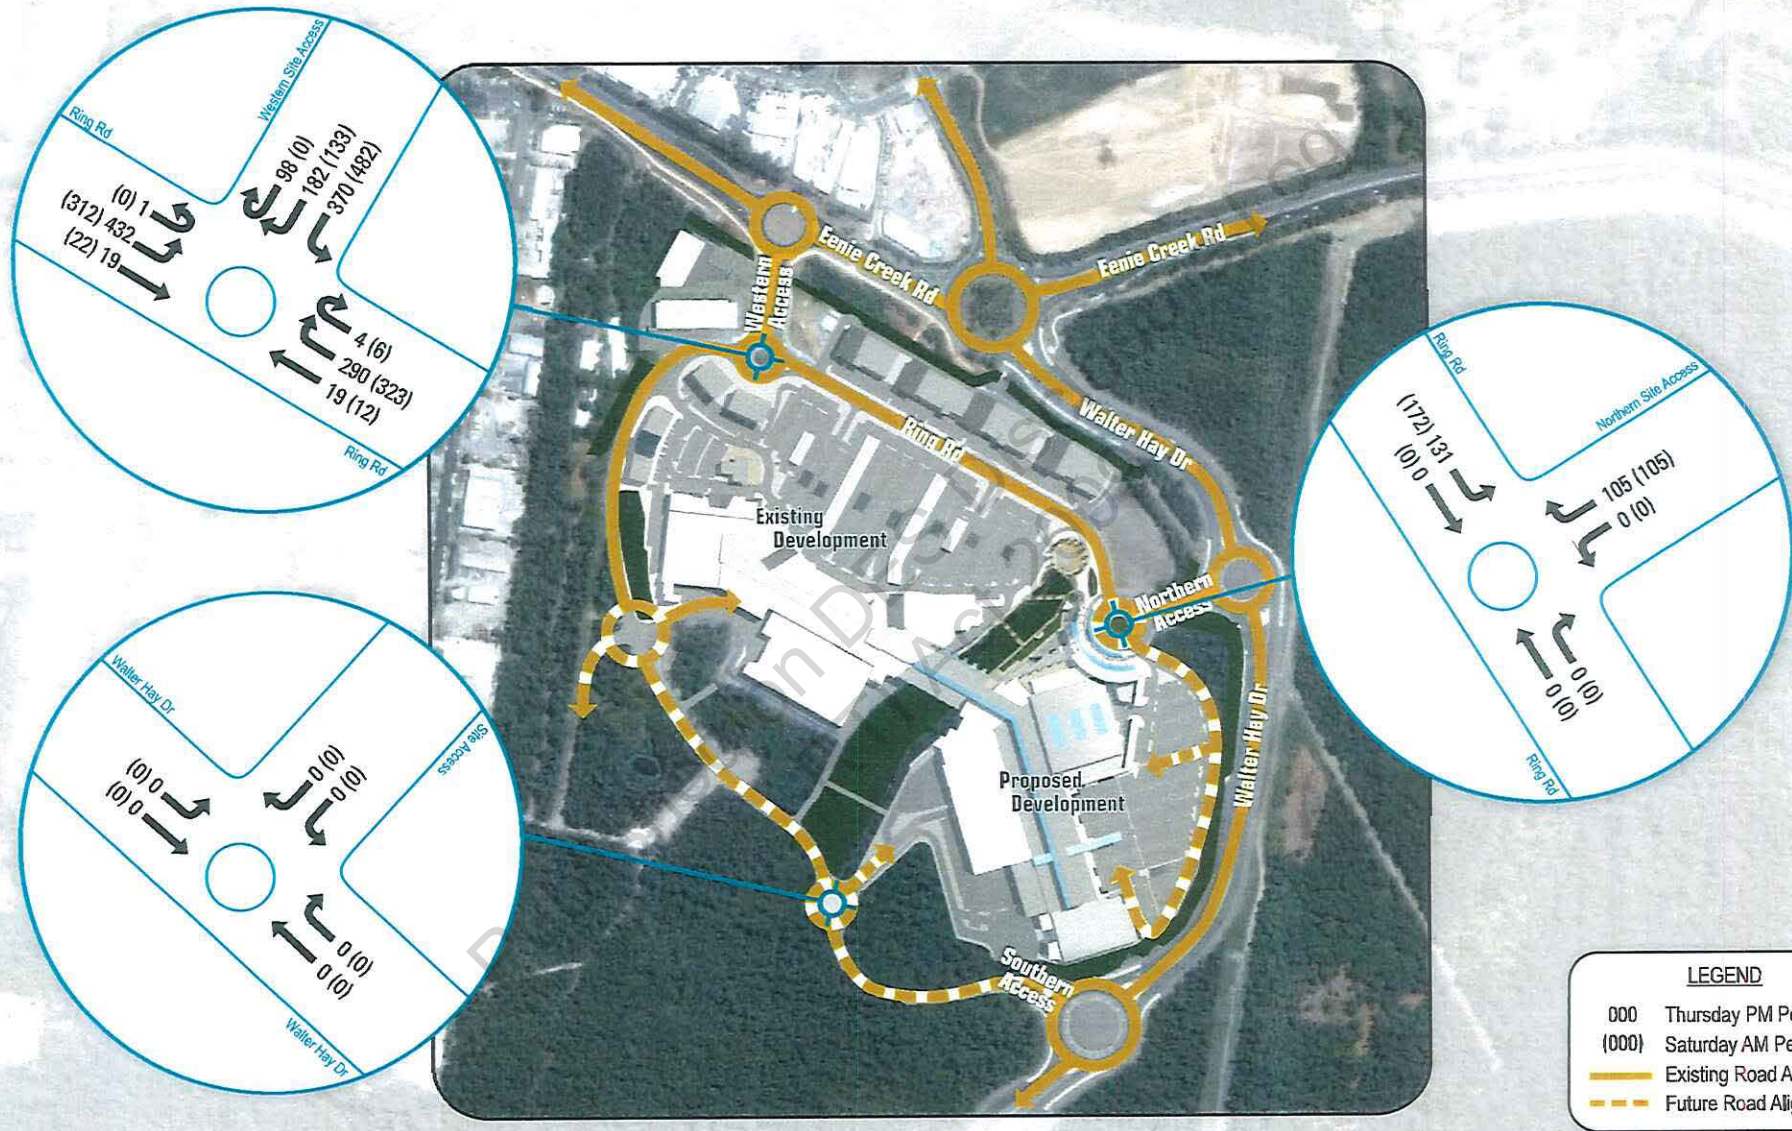 Ring Rd
Western Site Access
98 (0)
182 (133)
370 (482)
(0) 1
(312) 432
(22) 19
4 (6)
290 (323)
19 (12)
Ring Rd
Eenie Creek Rd
Eenie Creek Rd
Western
Access
Ring Rd
Walter Hay Dr
Existing
Development
Northern
Access
Walter Hay Dr
Proposed
Development
Southern
Access
Ring Rd
Northern Site Access
(172) 131
(0) 0
105 (105)
0 (0)
0 (0)
0 (0)
Ring Rd
Walter Hay Dr
Site Access
(0) 0
(0) 0
0 (0)
0 (0)
0 (0)
0 (0)
Walter Hay Dr
LEGEND
000 Thursday PM
(000) Saturday AM
Existing Road
Future Road